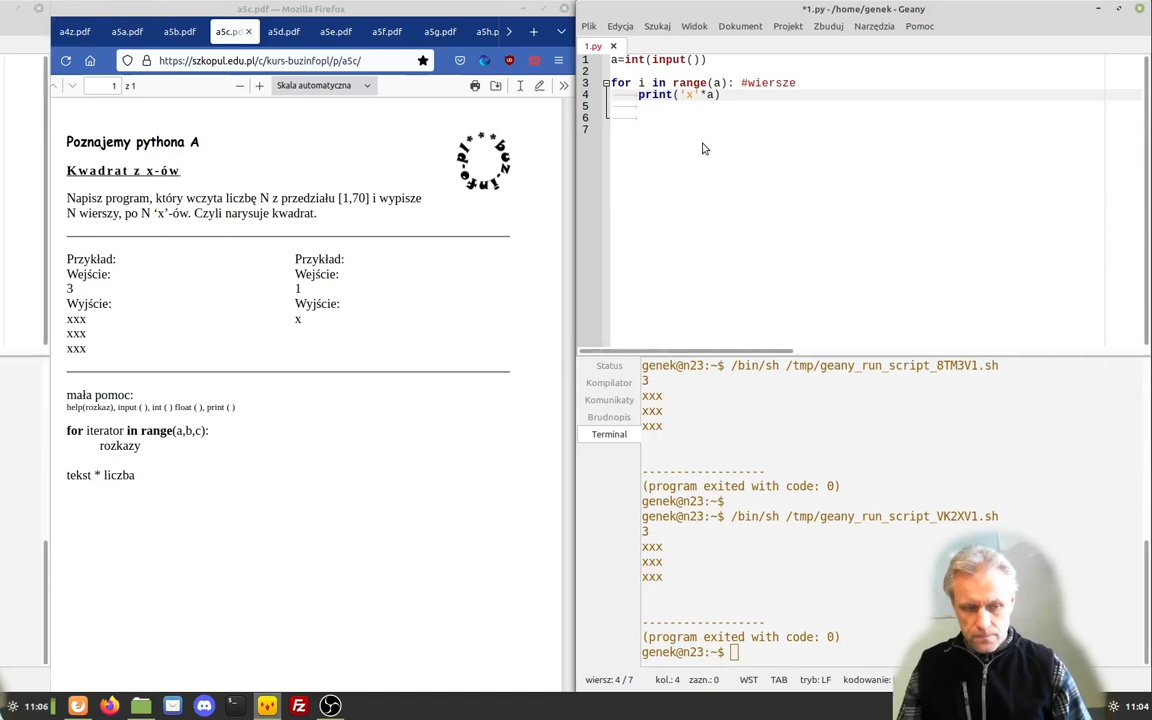 a5c.pdf — Mozilla Firefox
*1.py - /home/genek - Geany
a4z.pdf
a5a.pdf
a5b.pdf
a5c.pd
a5d.pdf
a5e.pdf
a5f.pdf
a5g.pdf
a5h.p
https://szkopul.edu.pl/c/kurs-buzinfopl/p/a5c/
1
z 1
Skala automatyczna
Poznajemy pythona A
***buz-info-pl
Kwadrat z x-ów
Napisz program, który wczyta liczbę N z przedziału [1,70] i wypisze
N wierszy, po N ‘x’-ów. Czyli narysuje kwadrat.
Przykład:
Wejście:
3
Wyjście:
xxx
xxx
xxx
Przykład:
Wejście:
1
Wyjście:
x
mała pomoc:
help(rozkaz), input ( ), int ( ) float ( ), print ( )
for iterator in range(a,b,c):
rozkazy
tekst * liczba
Plik Edycja Szukaj Widok Dokument Projekt Zbuduj Narzędzia Pomoc
1.py
1 a=int(input())
2
3 for i in range(a): #wiersze
4 print('x'*a)
5
6
7
Status
Kompilator
Komunikaty
Brudnopis
Terminal
genek@n23:~$ /bin/sh /tmp/geany_run_script_8TM3V1.sh
3
xxx
xxx
xxx
------------------
(program exited with code: 0)
genek@n23:~$
genek@n23:~$ /bin/sh /tmp/geany_run_script_VK2XV1.sh
3
xxx
xxx
xxx
------------------
(program exited with code: 0)
genek@n23:~$
wiersz: 4 / 7 kol.: 4 zazn.: 0 WST TAB tryb: LF kodowanie:
11:06
11:04